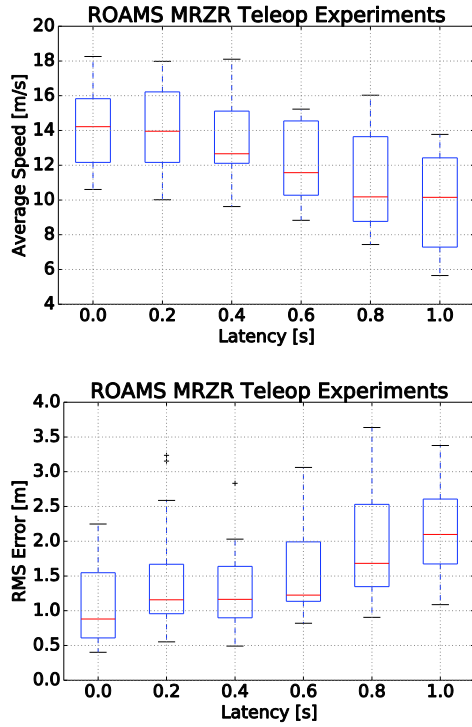 ROAMS MRZR Teleop Experiments
20
18
16
14
12
10
8
6
4
Average Speed [m/s]
0.0 0.2 0.4 0.6 0.8 1.0
Latency [s]
ROAMS MRZR Teleop Experiments
4.0
3.5
3.0
2.5
2.0
1.5
1.0
0.5
0.0
RMS Error [m]
0.0 0.2 0.4 0.6 0.8 1.0
Latency [s]